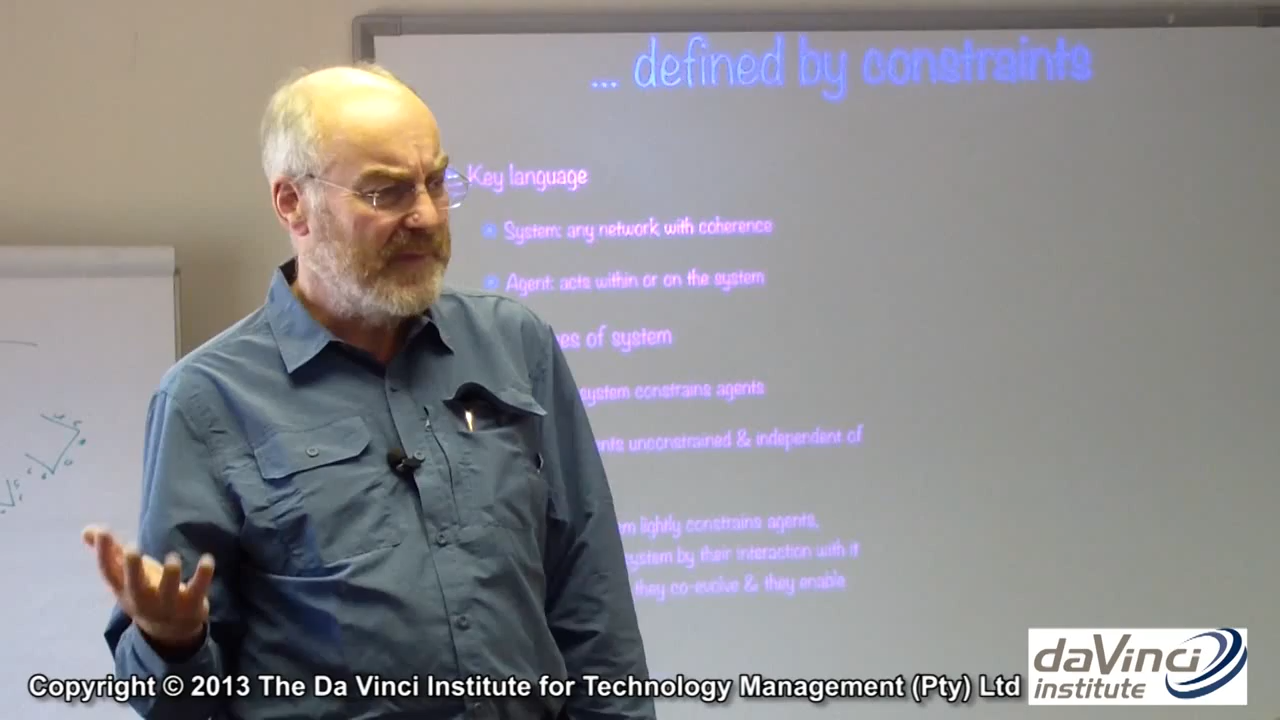 ... defined by constraints
Key language
System: any network with coherence
Agent: acts within or on the system
of system
system constrains agents
unconstrained & independent of
lightly constrains agents,
system by their interaction with it
they co-evolve & they enable
Copyright © 2013 The Da Vinci Institute for Technology Management (Pty) Ltd
daVinci
institute